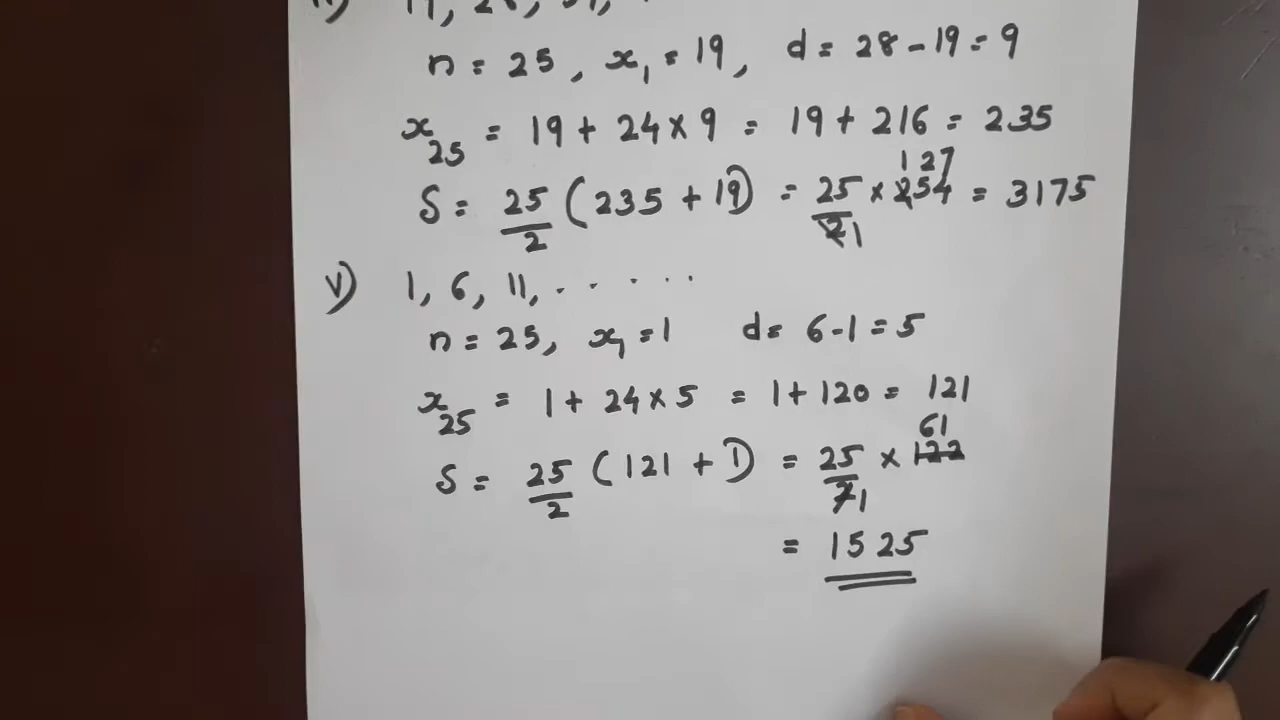 n = 25, x₁ = 19, d = 28 - 19 = 9
x₂₅ = 19 + 24 × 9 = 19 + 216 = 235
S = 25/2 (235 + 19) = 25/2 1 × 254 127 = 3175
v) 1, 6, 11, . . . . .
n = 25, x₁ = 1 d = 6 - 1 = 5
x₂₅ = 1 + 24 × 5 = 1 + 120 = 121
S = 25/2 (121 + 1) = 25/2 1 × 122 61
= 1525